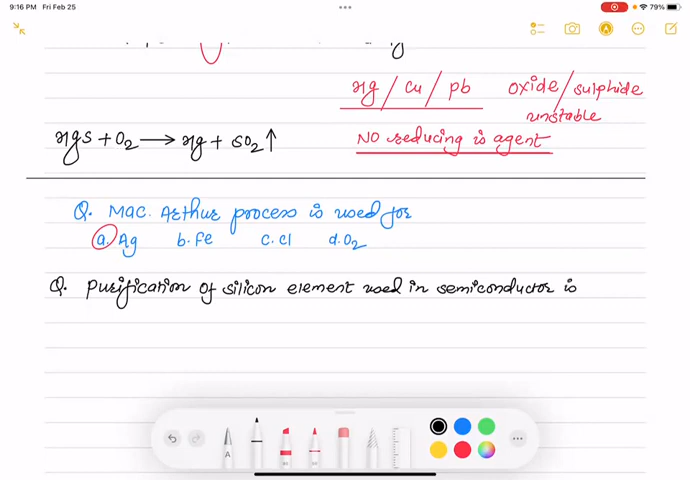 9:16 PM Fri Feb 25
79%
Hg / Cu / Pb oxide/sulphide
unstable
HgS + O2 → Hg + SO2 ↑ NO reducing is agent
Q. Mac. Arthur process is used for
a. Ag b. Fe c. Cl d. O2
Q. Purification of silicon element used in semiconductor is
A